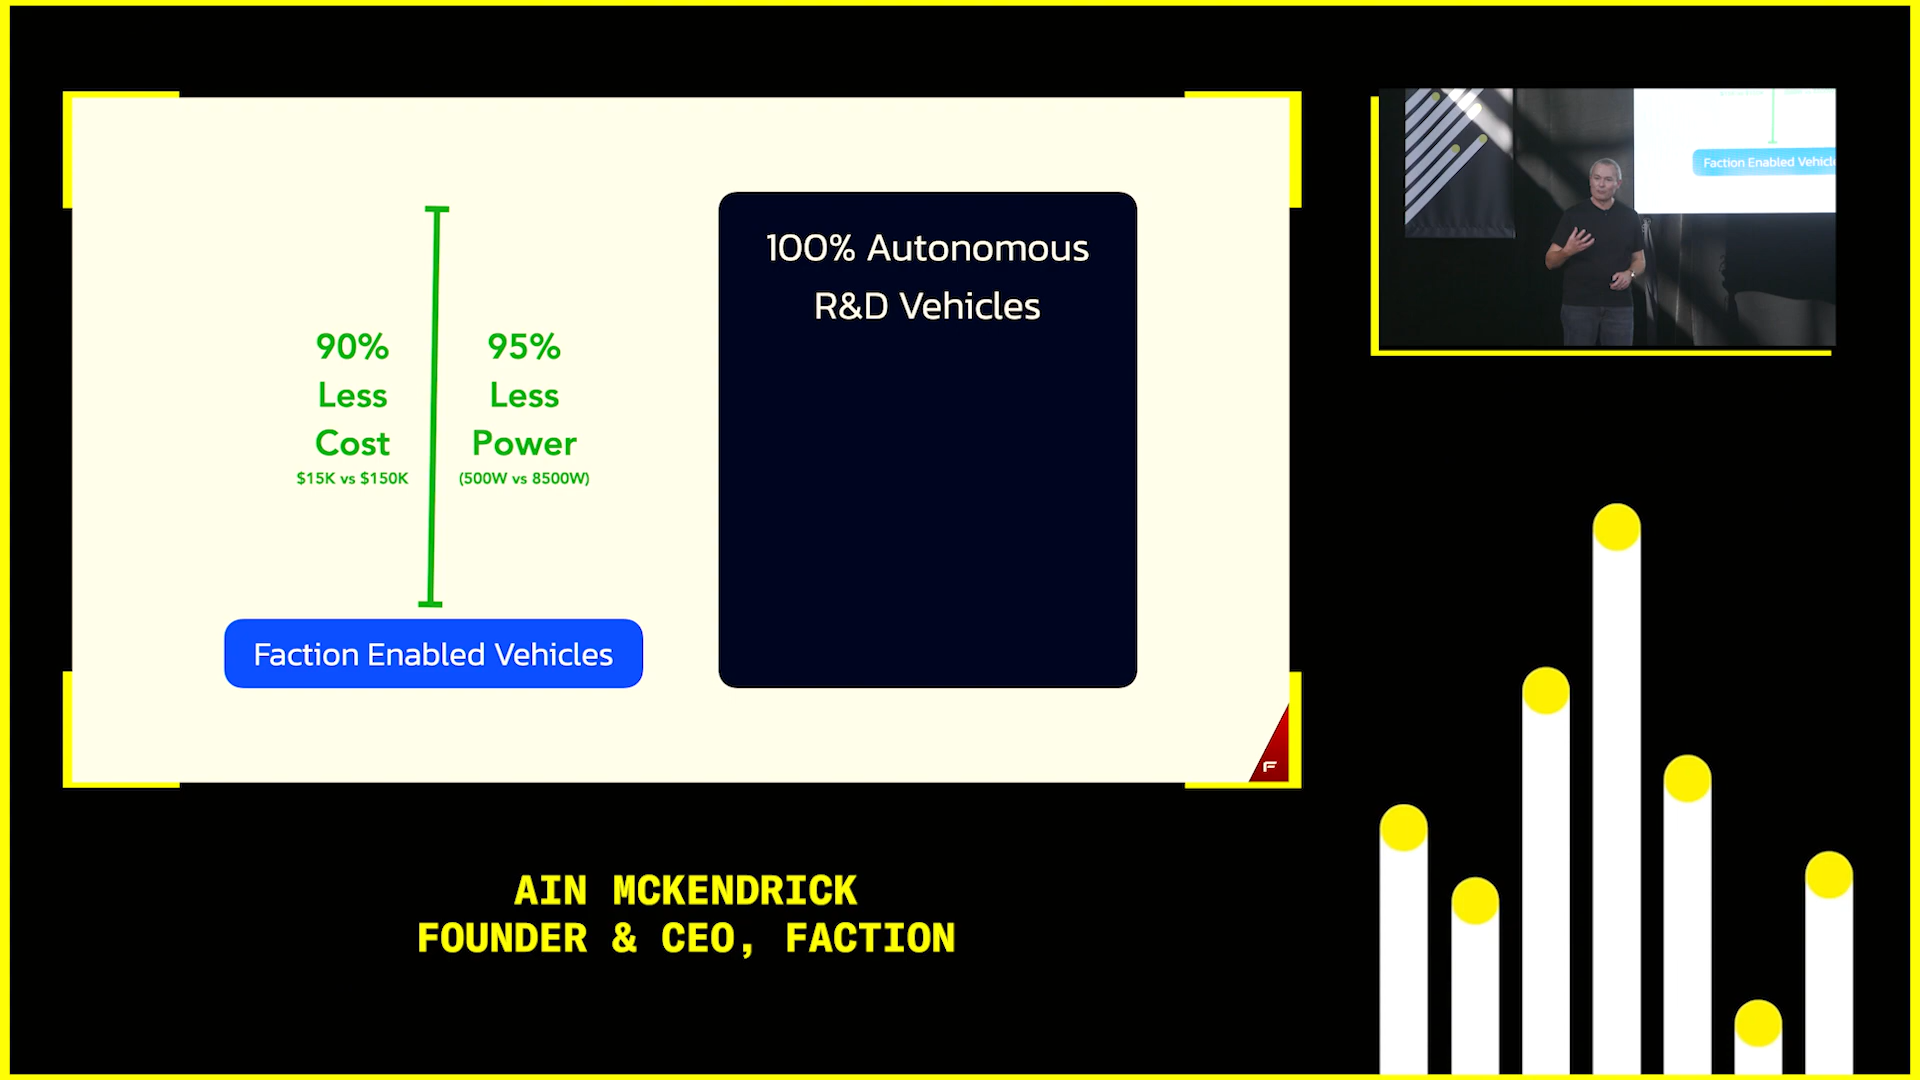 100% Autonomous
R&D Vehicles
90%
Less
Cost
$15K vs $150K
95%
Less
Power
(500W vs 8500W)
Faction Enabled Vehicles
F
Faction Enabled Vehicle
AIN MCKENDRICK
FOUNDER & CEO, FACTION